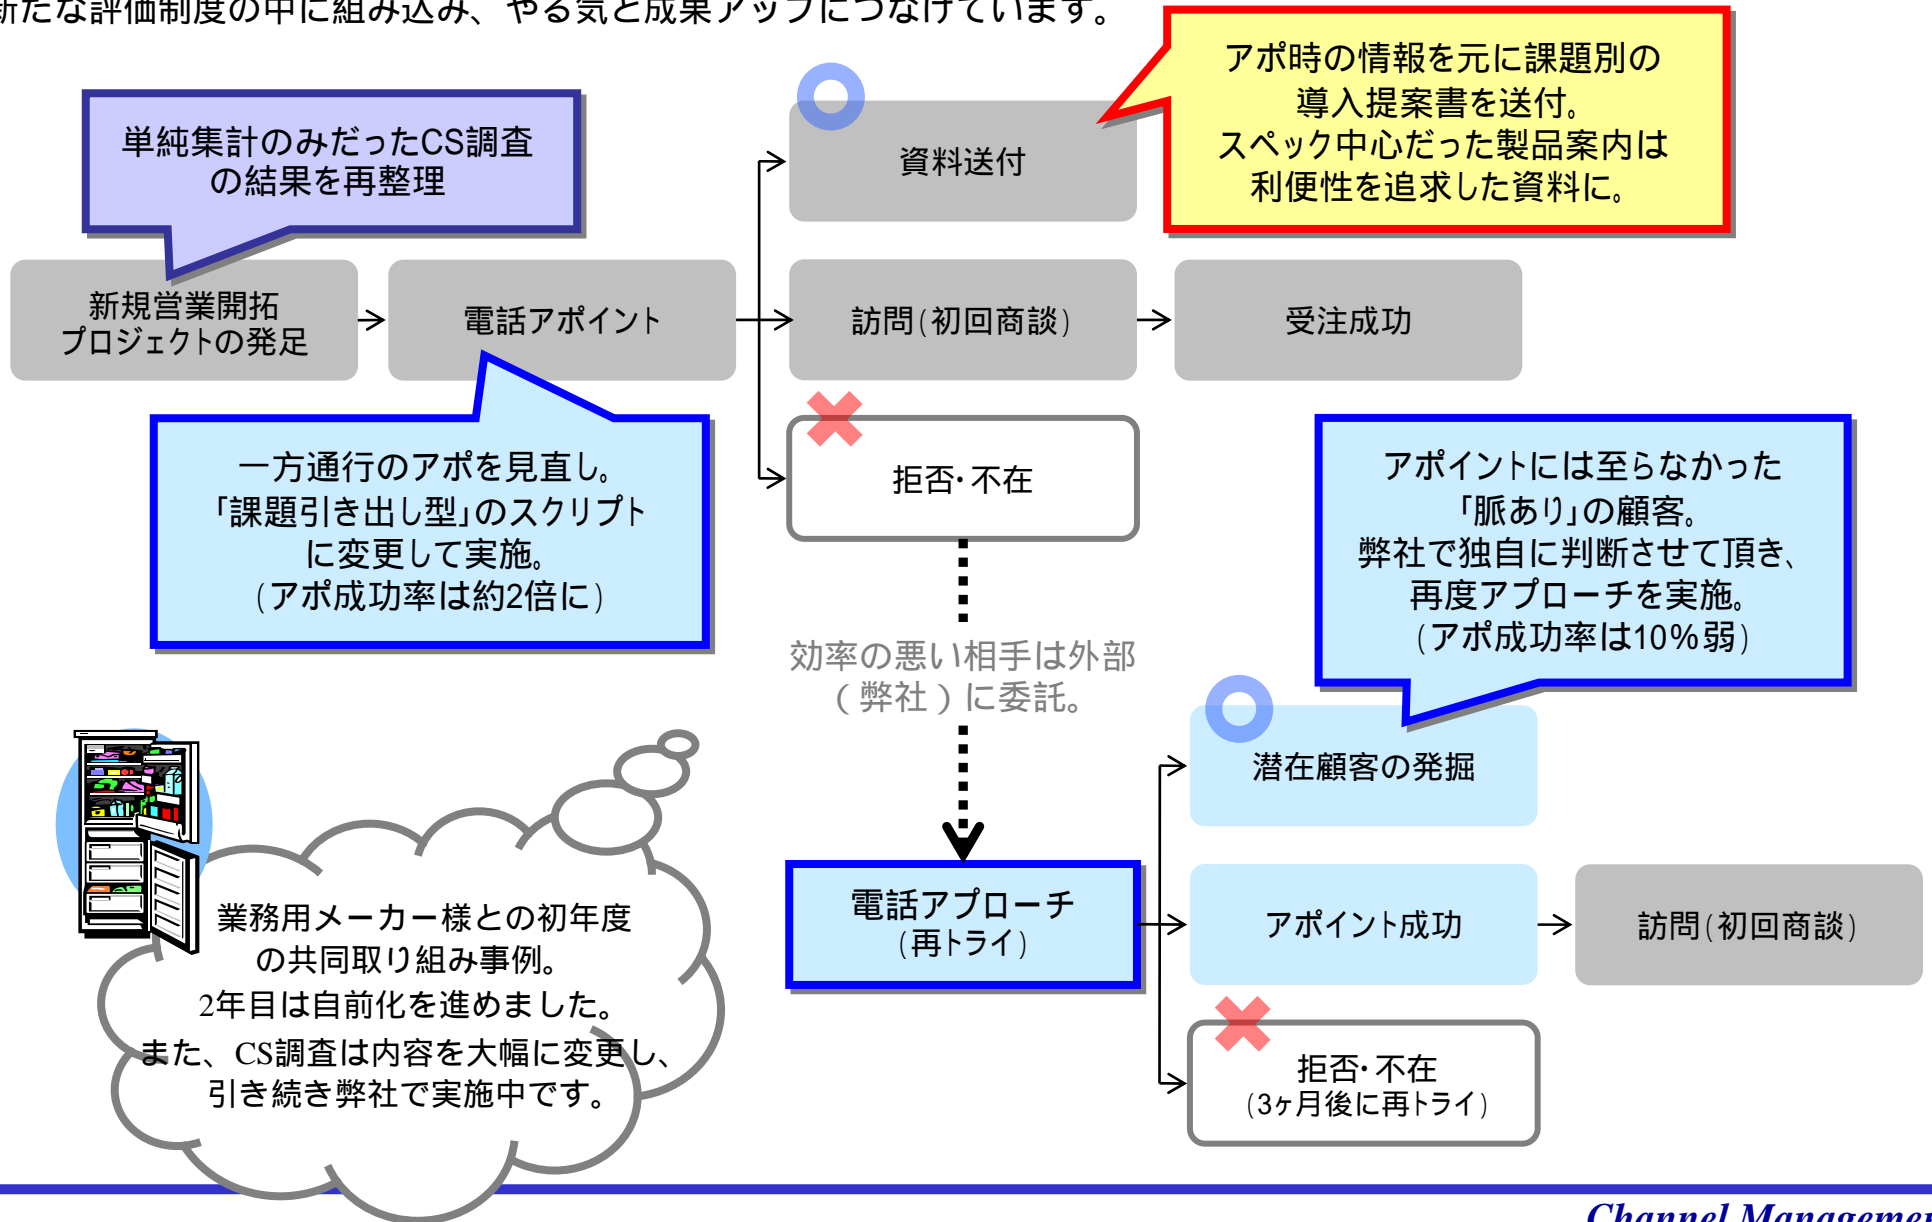 新たな評価制度の中に組み込み、やる気と成果アップにつなげています。
アポ時の情報を元に課題別の
導入提案書を送付。
スペック中心だった製品案内は
利便性を追求した資料に。
単純集計のみだったCS調査
の結果を再整理
資料送付
新規営業開拓
プロジェクトの発足
電話アポイント
訪問(初回商談)
受注成功
一方通行のアポを見直し。
「課題引き出し型」のスクリプト
に変更して実施。
(アポ成功率は約2倍に)
拒否・不在
アポイントには至らなかった
「脈あり」の顧客。
弊社で独自に判断させて頂き、
再度アプローチを実施。
(アポ成功率は10%弱)
効率の悪い相手は外部
(弊社)に委託。
潜在顧客の発掘
電話アプローチ
(再トライ)
アポイント成功
訪問(初回商談)
拒否・不在
(3ヶ月後に再トライ)
業務用メーカー様との初年度
の共同取り組み事例。
2年目は自前化を進めました。
また、CS調査は内容を大幅に変更し、
引き続き弊社で実施中です。
Channel Managemen